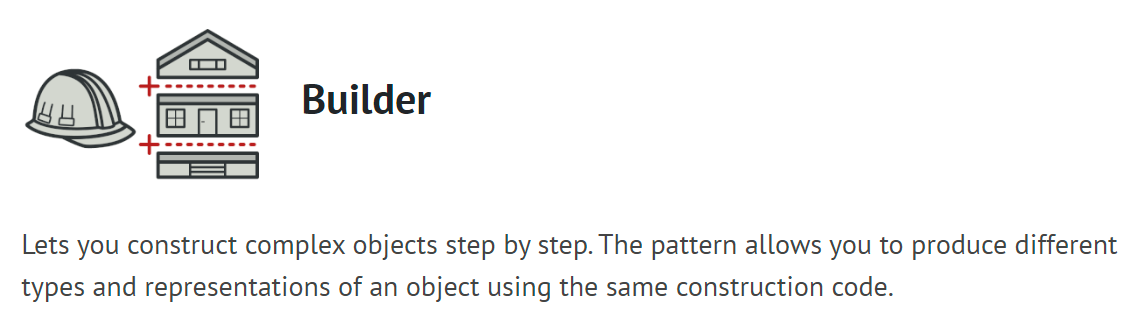 Builder
Lets you construct complex objects step by step. The pattern allows you to produce different
types and representations of an object using the same construction code.